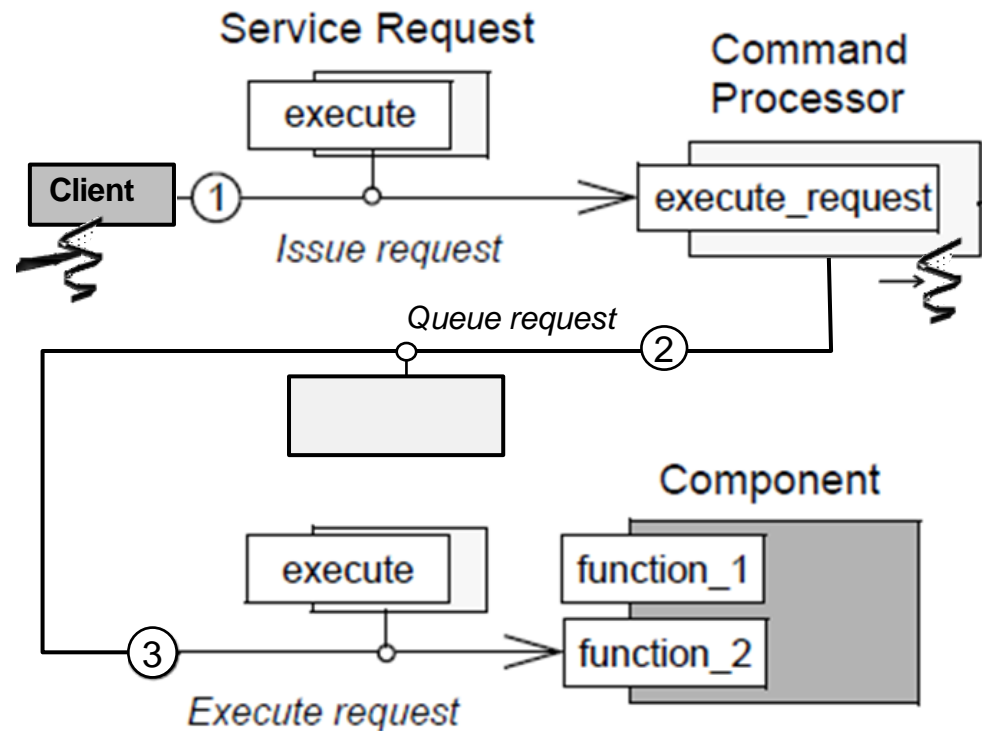 Service Request
Command
Processor
execute
Client
1
execute_request
Issue request
Queue request
2
Component
execute
function_1
3
function_2
Execute request